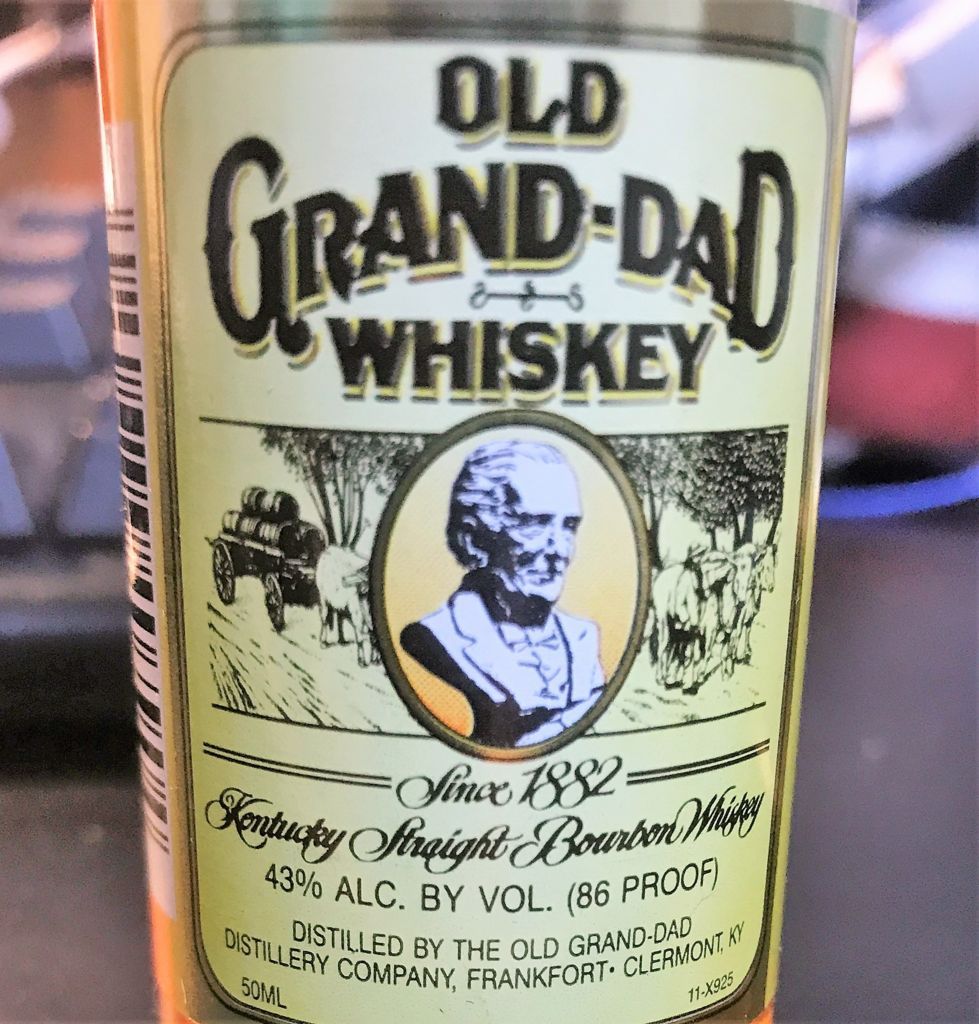 OLD
GRAND-DAD
WHISKEY
Since 1882
Kentucky Straight Bourbon Whiskey
43% ALC. BY VOL. (86 PROOF)
DISTILLED BY THE OLD GRAND-DAD
DISTILLERY COMPANY, FRANKFORT • CLERMONT, KY
50ML
11-X925